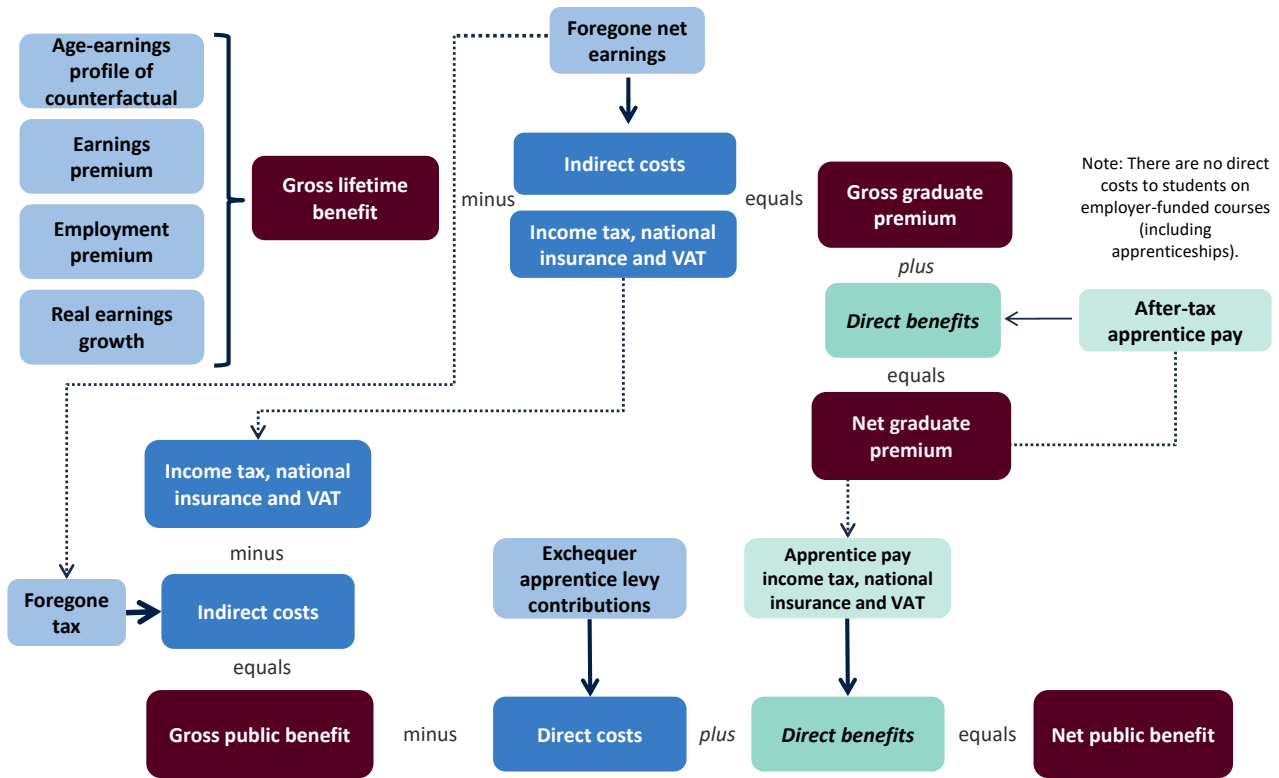 Foregone net
earnings
Age-earnings
profile of
counterfactual
Earnings
premium
Employment
premium
Real earnings
growth
Gross lifetime
benefit
minus
Indirect costs
Income tax, national
insurance and VAT
equals
Gross graduate
premium
plus
Direct benefits
equals
Net graduate
premium
Note: There are no direct
costs to students on
employer-funded courses
(including
apprenticeships).
After-tax
apprentice pay
Income tax, national
insurance and VAT
minus
Foregone
tax
Indirect costs
equals
Exchequer
apprentice levy
contributions
Apprentice pay
income tax, national
insurance and VAT
Gross public benefit
minus
Direct costs
plus
Direct benefits
equals
Net public benefit